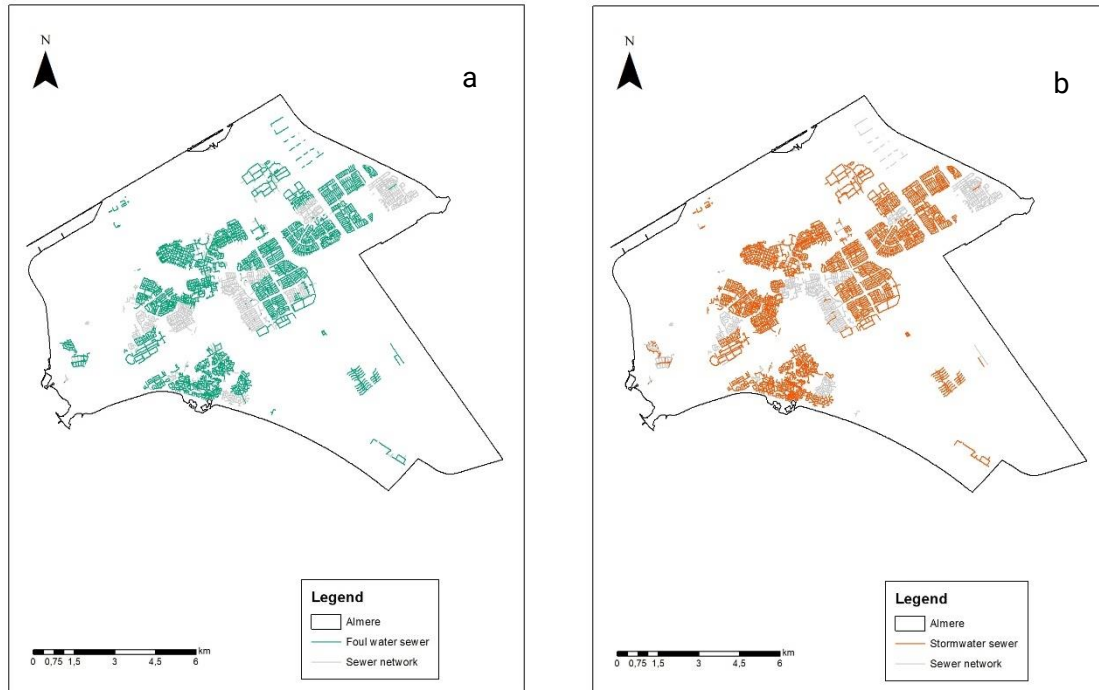 N
a
Legend
Almere
Foul water sewer
Sewer network
km
0 0,75 1,5 3 4,5 6
N
b
Legend
Almere
Stormwater sewer
Sewer network
km
0 0,75 1,5 3 4,5 6